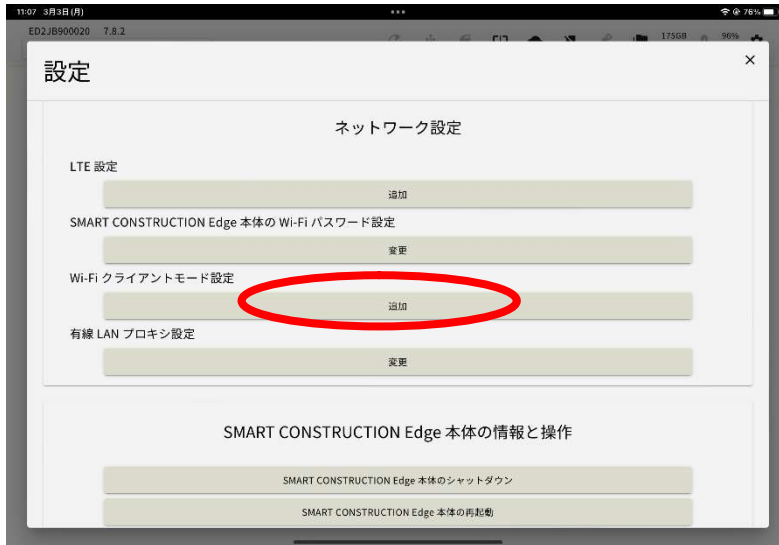 11:07 3月3日(月)
76%
ED2JB900020 7.8.2
175GB 96%
設定
ネットワーク設定
LTE 設定
追加
SMART CONSTRUCTION Edge 本体の Wi-Fi パスワード設定
変更
Wi-Fi クライアントモード設定
追加
有線 LAN プロキシ設定
変更
SMART CONSTRUCTION Edge 本体の情報と操作
SMART CONSTRUCTION Edge 本体のシャットダウン
SMART CONSTRUCTION Edge 本体の再起動